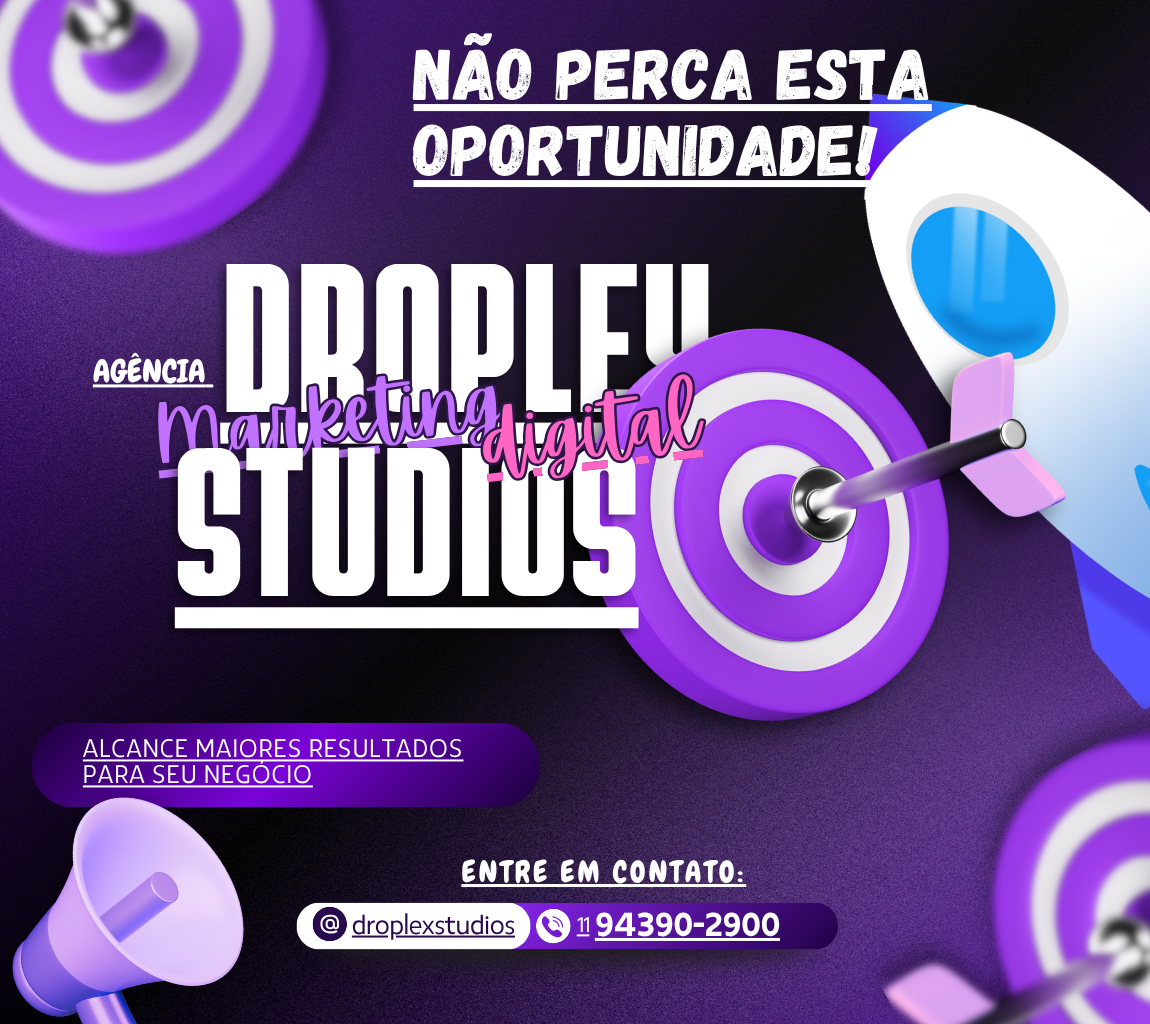 NÃO PERCA ESTA
OPORTUNIDADE!
AGÊNCIA DROPLEX
Marketing digital
STUDIOS
ALCANCE MAIORES RESULTADOS
PARA SEU NEGÓCIO
ENTRE EM CONTATO:
@ droplexstudios 11 94390-2900